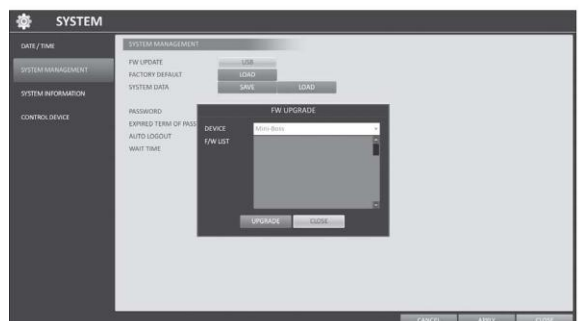 SYSTEM
DATE / TIME
SYSTEM MANAGEMENT
SYSTEM INFORMATION
CONTROL DEVICE
SYSTEM MANAGEMENT
FW UPDATE USB
FACTORY DEFAULT LOAD
SYSTEM DATA SAVE LOAD
PASSWORD
EXPIRED TERM OF PASS
AUTO LOGOUT
WAIT TIME
FW UPGRADE
DEVICE Mini-Boss
F/W LIST
UPGRADE CLOSE
CANCEL APPLY CLOSE